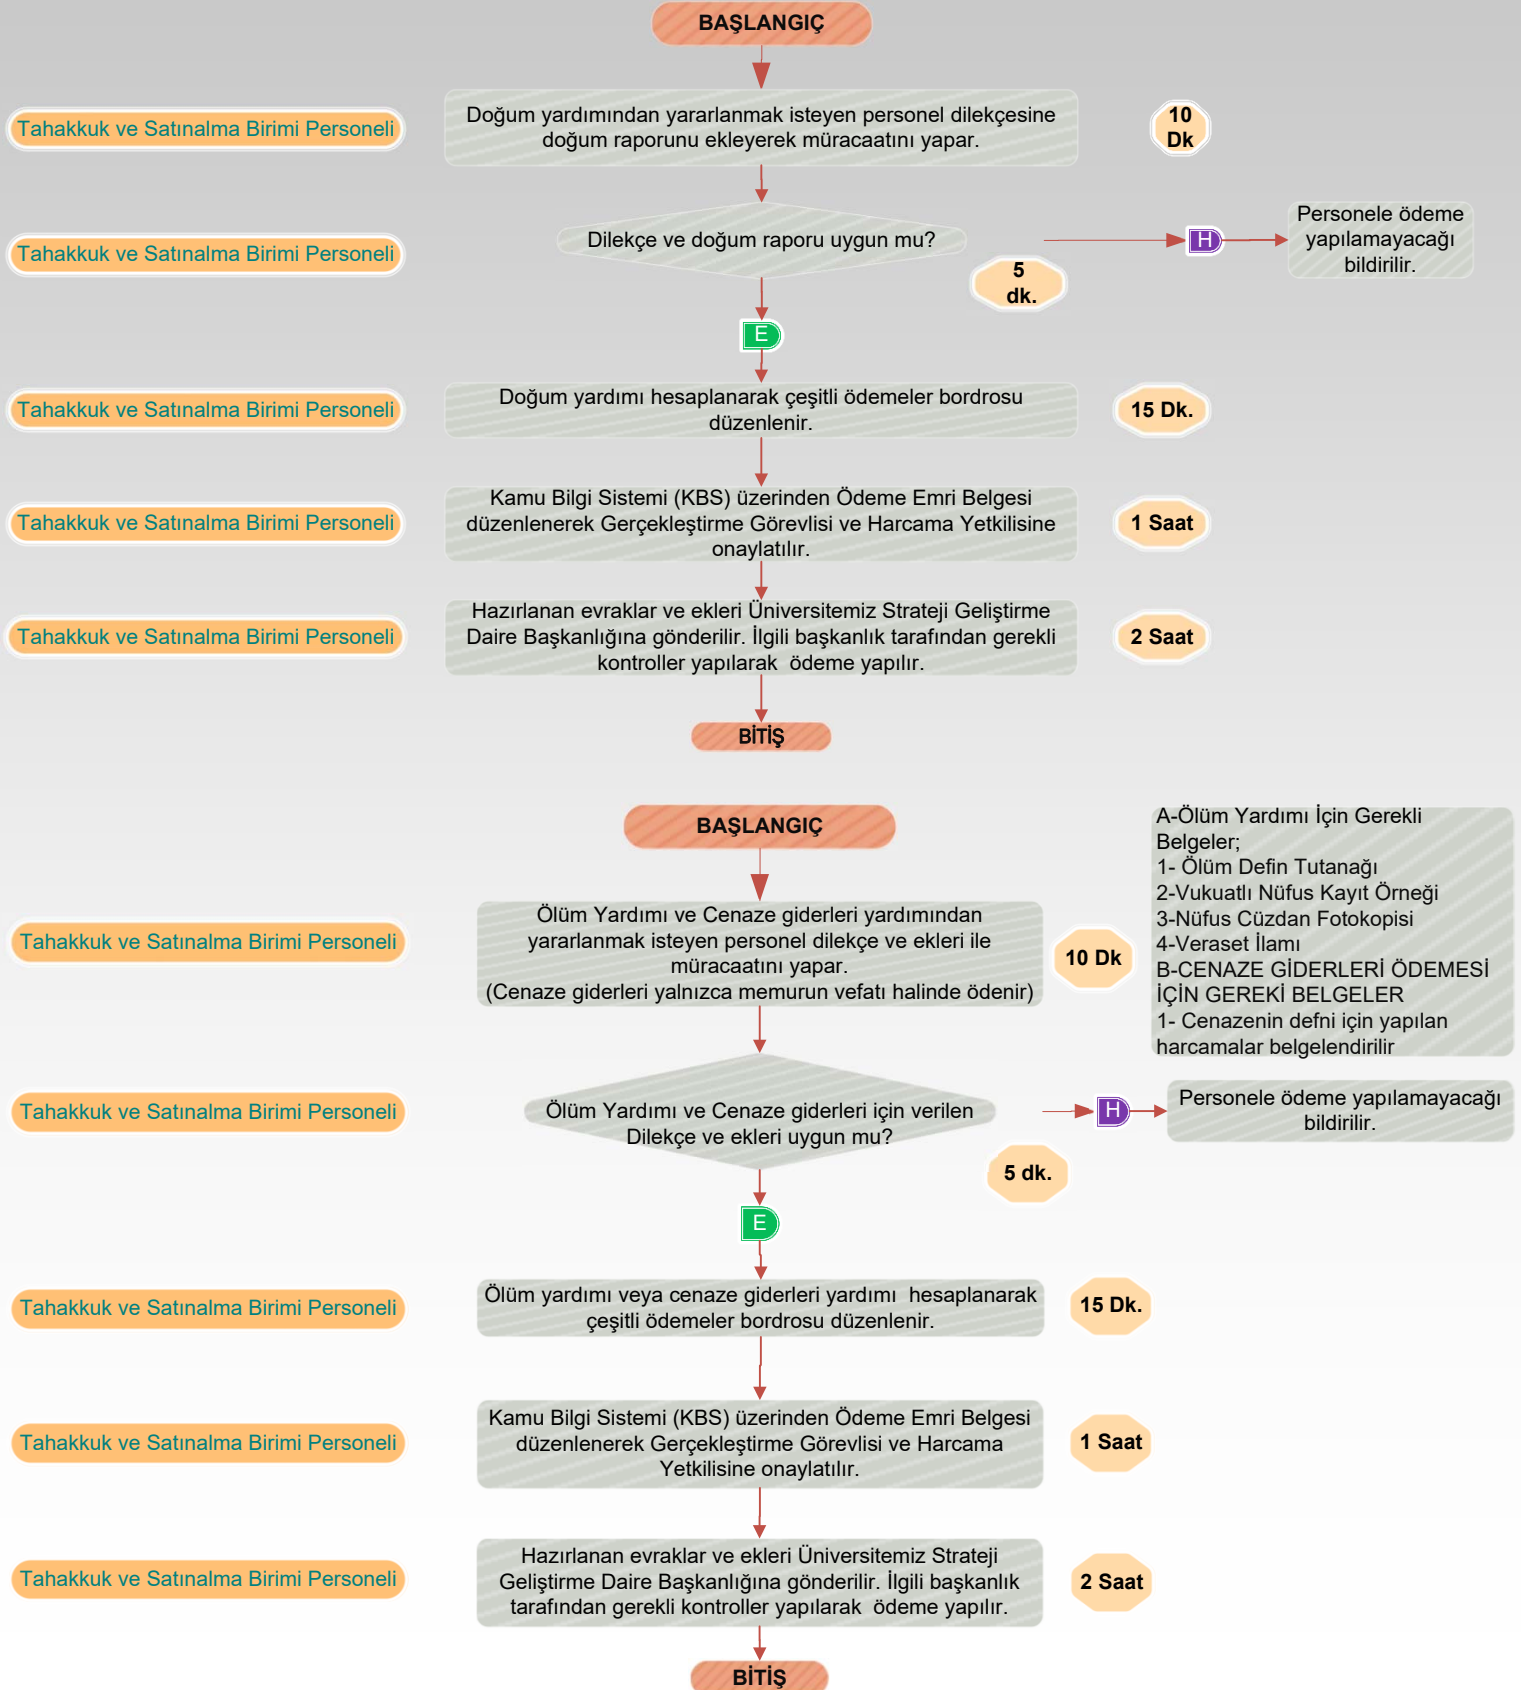 BAŞLANGIÇ
Tahakkuk ve Satınalma Birimi Personeli
Doğum yardımından yararlanmak isteyen personel dilekçesine
doğum raporunu ekleyerek müracaatını yapar.
10
Dk
Tahakkuk ve Satınalma Birimi Personeli
Dilekçe ve doğum raporu uygun mu?
5
dk.
H
Personele ödeme
yapılamayacağı
bildirilir.
E
Tahakkuk ve Satınalma Birimi Personeli
Doğum yardımı hesaplanarak çeşitli ödemeler bordrosu
düzenlenir.
15 Dk.
Tahakkuk ve Satınalma Birimi Personeli
Kamu Bilgi Sistemi (KBS) üzerinden Ödeme Emri Belgesi
düzenlenerek Gerçekleştirme Görevlisi ve Harcama Yetkilisine
onaylatılır.
1 Saat
Tahakkuk ve Satınalma Birimi Personeli
Hazırlanan evraklar ve ekleri Üniversitemiz Strateji Geliştirme
Daire Başkanlığına gönderilir. İlgili başkanlık tarafından gerekli
kontroller yapılarak  ödeme yapılır.
2 Saat
BİTİŞ
BAŞLANGIÇ
A-Ölüm Yardımı İçin Gerekli
Belgeler;
1- Ölüm Defin Tutanağı
2-Vukuatlı Nüfus Kayıt Örneği
3-Nüfus Cüzdan Fotokopisi
4-Veraset İlamı
B-CENAZE GİDERLERİ ÖDEMESİ
İÇİN GEREKİ BELGELER
1- Cenazenin defni için yapılan
harcamalar belgelendirilir
Tahakkuk ve Satınalma Birimi Personeli
Ölüm Yardımı ve Cenaze giderleri yardımından
yararlanmak isteyen personel dilekçe ve ekleri ile
müracaatını yapar.
(Cenaze giderleri yalnızca memurun vefatı halinde ödenir)
10 Dk
Tahakkuk ve Satınalma Birimi Personeli
Ölüm Yardımı ve Cenaze giderleri için verilen
Dilekçe ve ekleri uygun mu?
5 dk.
H
Personele ödeme yapılamayacağı
bildirilir.
E
Tahakkuk ve Satınalma Birimi Personeli
Ölüm yardımı veya cenaze giderleri yardımı  hesaplanarak
çeşitli ödemeler bordrosu düzenlenir.
15 Dk.
Tahakkuk ve Satınalma Birimi Personeli
Kamu Bilgi Sistemi (KBS) üzerinden Ödeme Emri Belgesi
düzenlenerek Gerçekleştirme Görevlisi ve Harcama
Yetkilisine onaylatılır.
1 Saat
Tahakkuk ve Satınalma Birimi Personeli
Hazırlanan evraklar ve ekleri Üniversitemiz Strateji
Geliştirme Daire Başkanlığına gönderilir. İlgili başkanlık
tarafından gerekli kontroller yapılarak  ödeme yapılır.
2 Saat
BİTİŞ